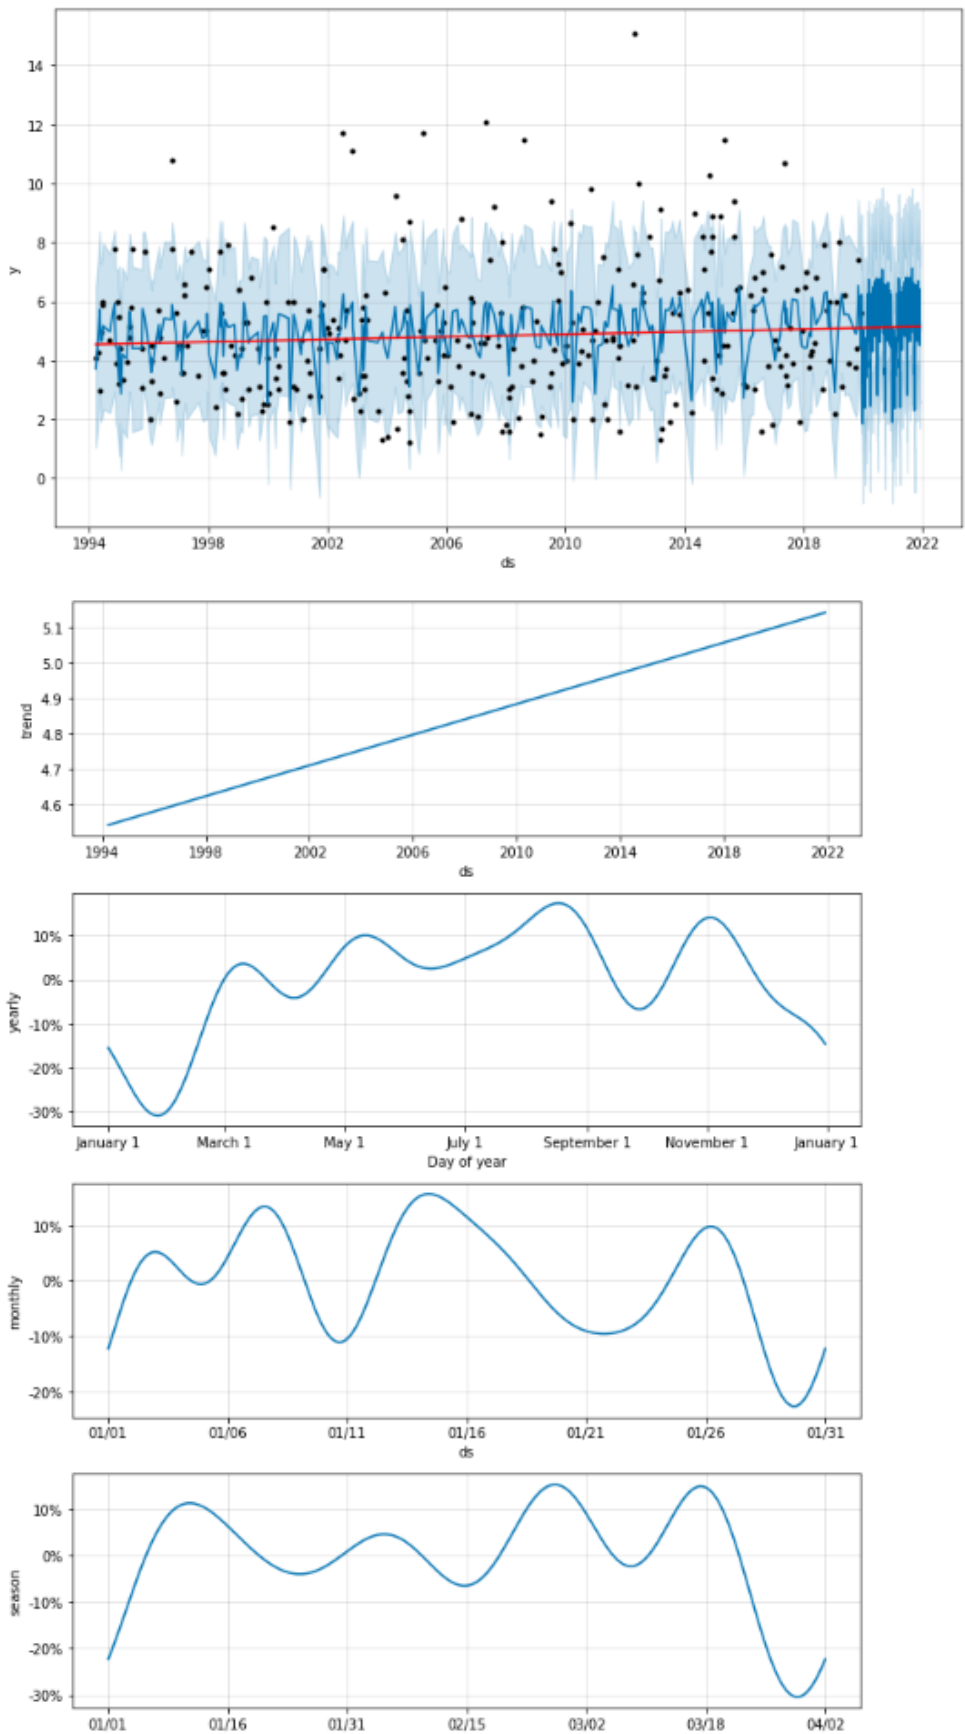 14
12
10
8
y
6
4
2
0
1994 1998 2002 2006 2010 2014 2018 2022
ds
5.1
5.0
4.9
trend
4.8
4.7
4.6
1994 1998 2002 2006 2010 2014 2018 2022
ds
10%
0%
yearly
-10%
-20%
-30%
January 1 March 1 May 1 July 1 September 1 November 1 January 1
Day of year
10%
0%
monthly
-10%
-20%
01/01 01/06 01/11 01/16 01/21 01/26 01/31
ds
10%
0%
season
-10%
-20%
-30%
01/01 01/16 01/31 02/15 03/02 03/18 04/02